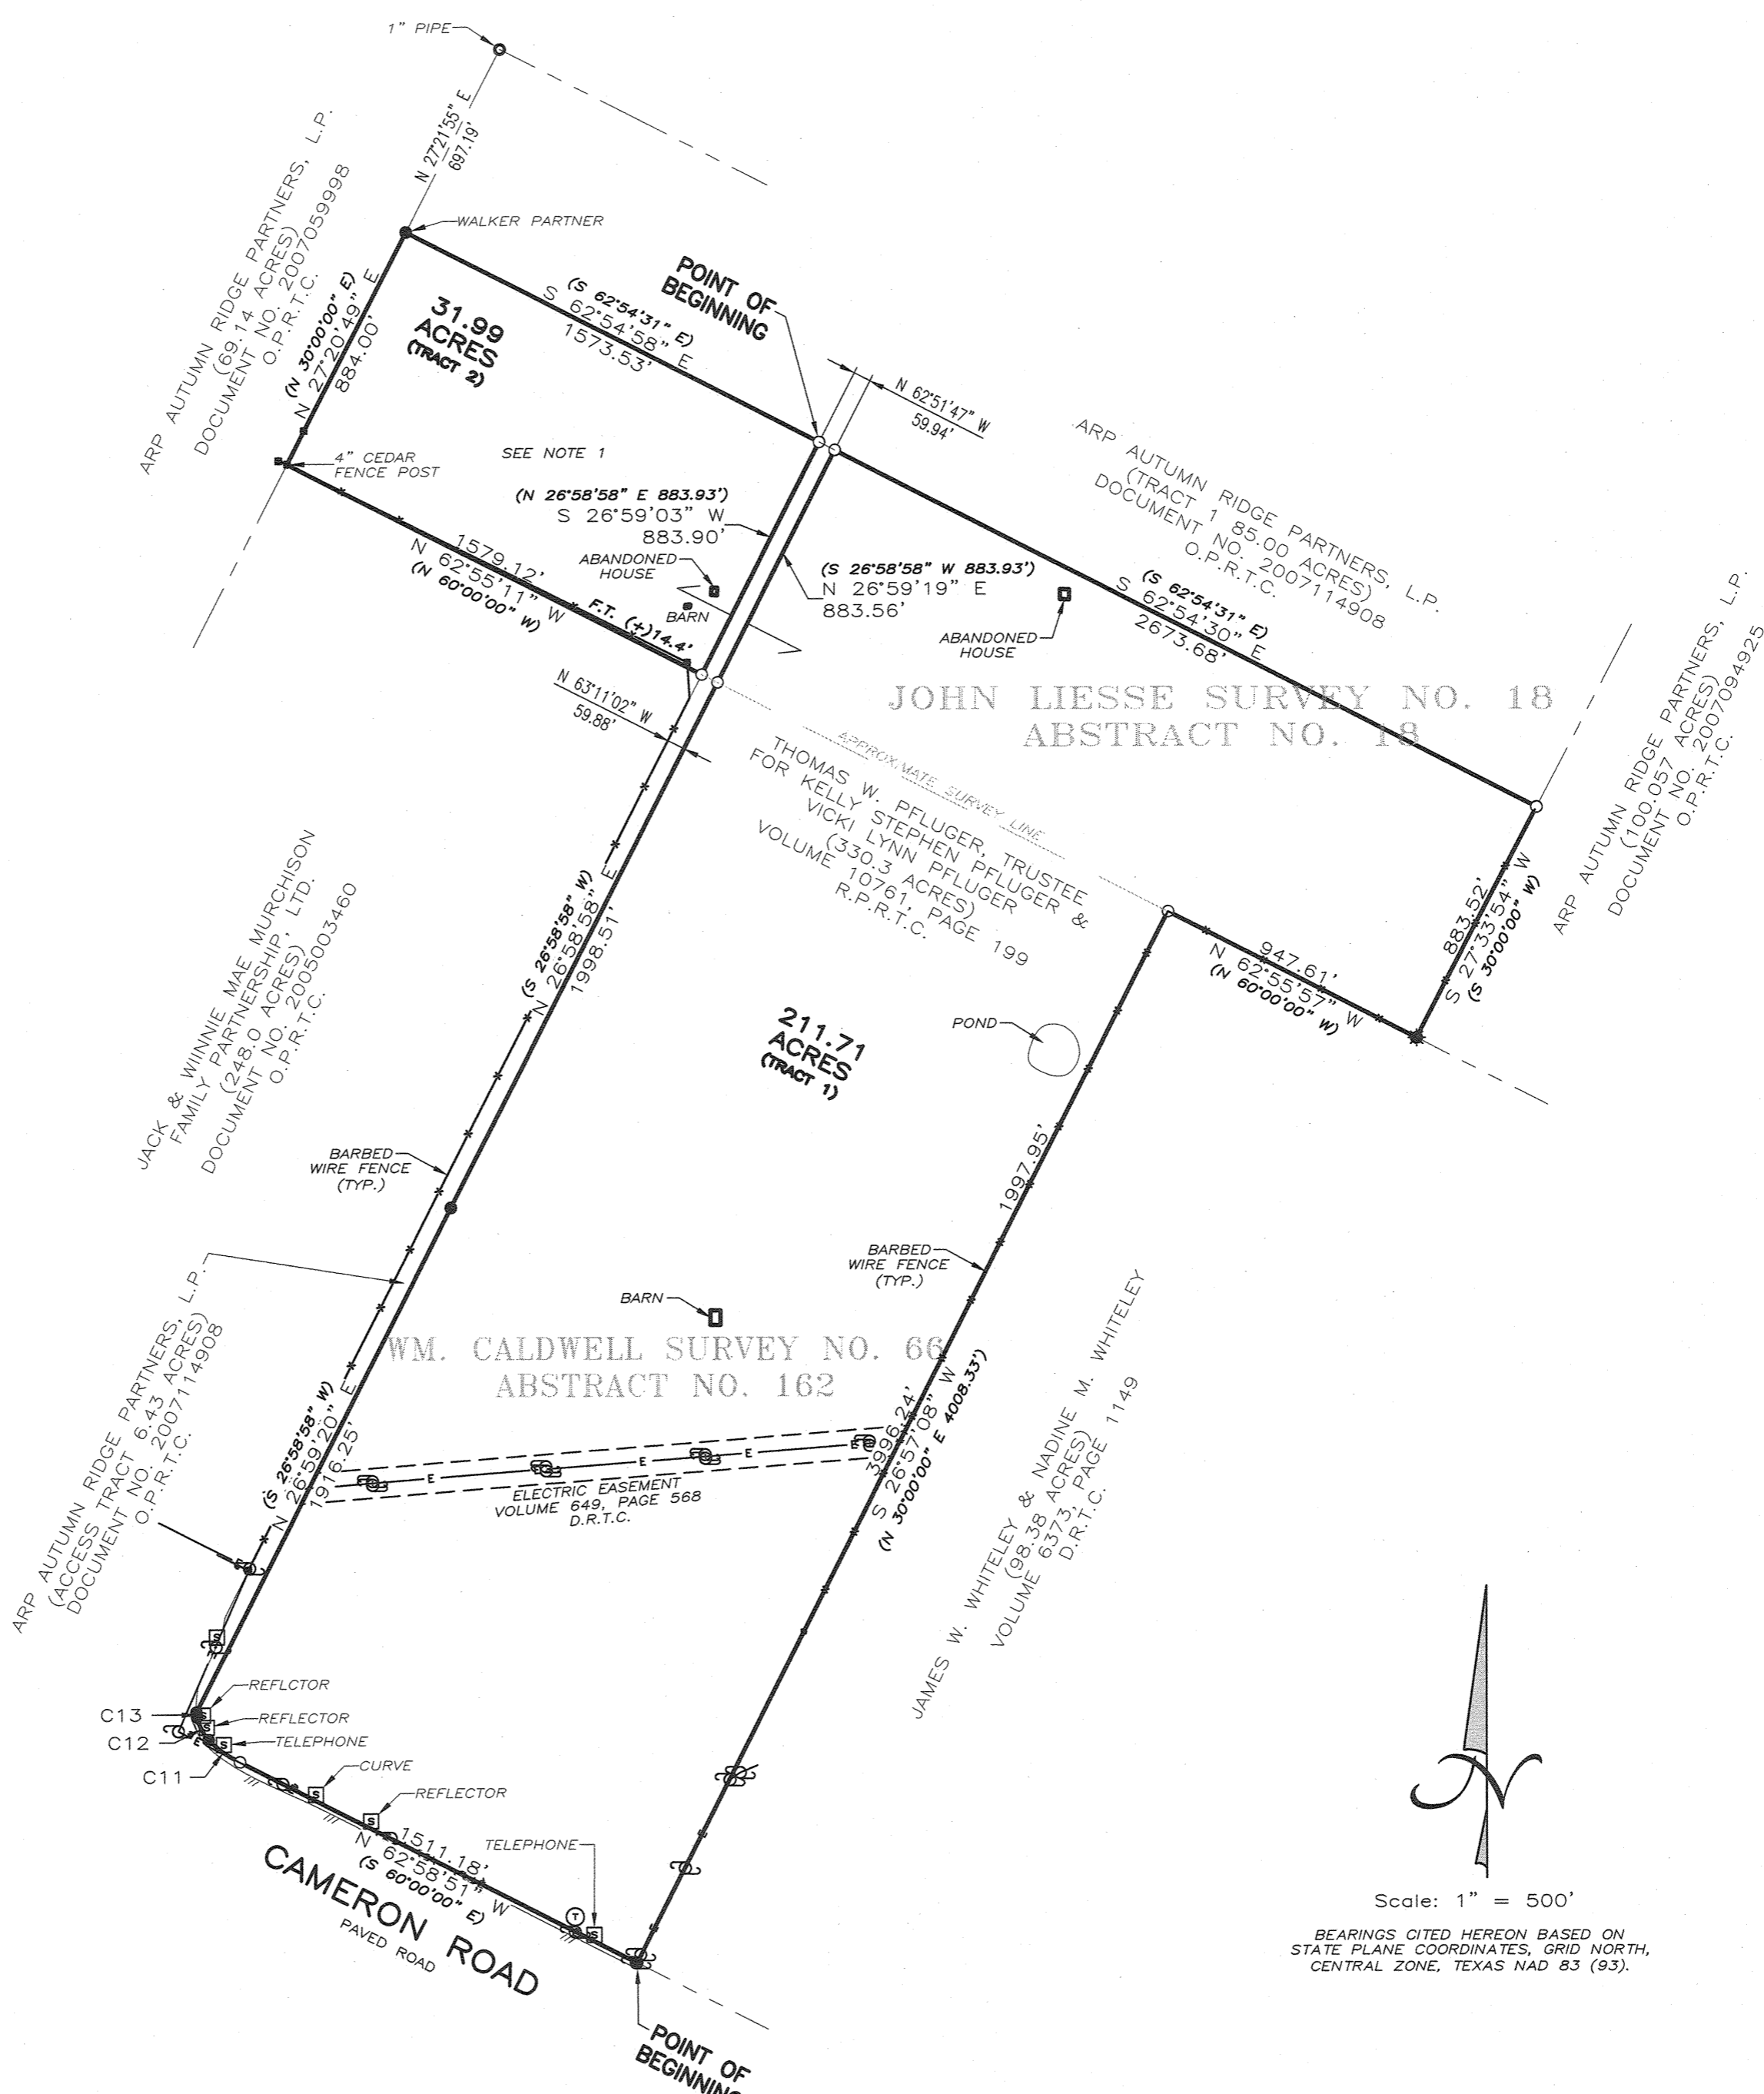 1" PIPE
N 27°21'55" E
697.19'
WALKER PARTNER
ARP AUTUMN RIDGE PARTNERS, L.P.
(69.14 ACRES)
DOCUMENT NO. 2007059998
O.P.R.T.C.
(N 30°00'00" E)
N 27°20'49" E
884.00'
31.99
ACRES
(TRACT 2)
(S 62°54'31" E)
S 62°54'58" E
1573.53'
POINT OF
BEGINNING
N 62°51'47" W
59.94'
4" CEDAR
FENCE POST
SEE NOTE 1
(N 26°58'58" E 883.93')
S 26°59'03" W
883.90'
ABANDONED
HOUSE
BARN
1579.12'
N 62°55'11" W
(N 60°00'00" W)
F.T. (+)14.4'
(S 26°58'58" W 883.93')
N 26°59'19" E
883.56'
ABANDONED
HOUSE
ARP AUTUMN RIDGE PARTNERS, L.P.
(TRACT 1 85.00 ACRES)
DOCUMENT NO. 2007114908
O.P.R.T.C.
(S 62°54'31" E)
S 62°54'30" E
2673.68'
ARP AUTUMN RIDGE PARTNERS, L.P.
(100.057 ACRES)
DOCUMENT NO. 2007094925
O.P.R.T.C.
JOHN LIESSE SURVEY NO. 18
ABSTRACT NO. 18
N 63°11'02" W
59.88'
APPROXIMATE SURVEY LINE
THOMAS W. PFLUGER, TRUSTEE
FOR KELLY STEPHEN PFLUGER &
VICKI LYNN PFLUGER
(330.3 ACRES)
VOLUME 10761, PAGE 199
R.P.R.T.C.
883.52'
S 27°33'54" W
(S 30°00'00" W)
947.61'
N 62°55'57" W
(N 60°00'00" W)
JACK & WIINNIE MAE MURCHISON
FAMILY PARTNERSHIP, LTD.
(248.0 ACRES)
DOCUMENT NO. 2005003460
O.P.R.T.C.
(S 26°58'58" W)
N 26°58'58" E
1998.51'
211.71
ACRES
(TRACT 1)
POND
1997.95'
BARBED
WIRE FENCE
(TYP.)
BARBED
WIRE FENCE
(TYP.)
BARN
WM. CALDWELL SURVEY NO. 66
ABSTRACT NO. 162
ARP AUTUMN RIDGE PARTNERS, L.P.
(ACCESS TRACT 6.43 ACRES)
DOCUMENT NO. 2007114908
O.P.R.T.C.
(S 26°58'58" W)
N 26°59'20" E
1916.25'
E E E E
ELECTRIC EASEMENT
VOLUME 649, PAGE 568
D.R.T.C.
3996.24'
S 26°57'08" W
(N 30°00'00" E 4008.33')
JAMES W. WHITELEY & NADINE M. WHITELEY
(98.38 ACRES)
VOLUME 6373, PAGE 1149
D.R.T.C.
S
REFLCTOR
C13
S
REFLECTOR
C12
S
E
TELEPHONE
S
C11
CURVE
S
REFLECTOR
S
1511.18'
N 62°58'51" W
(S 60°00'00" E)
TELEPHONE
T
S
CAMERON ROAD
PAVED ROAD
POINT OF
BEGINNING
N
Scale: 1" = 500'
BEARINGS CITED HEREON BASED ON
STATE PLANE COORDINATES, GRID NORTH,
CENTRAL ZONE, TEXAS NAD 83 (93).